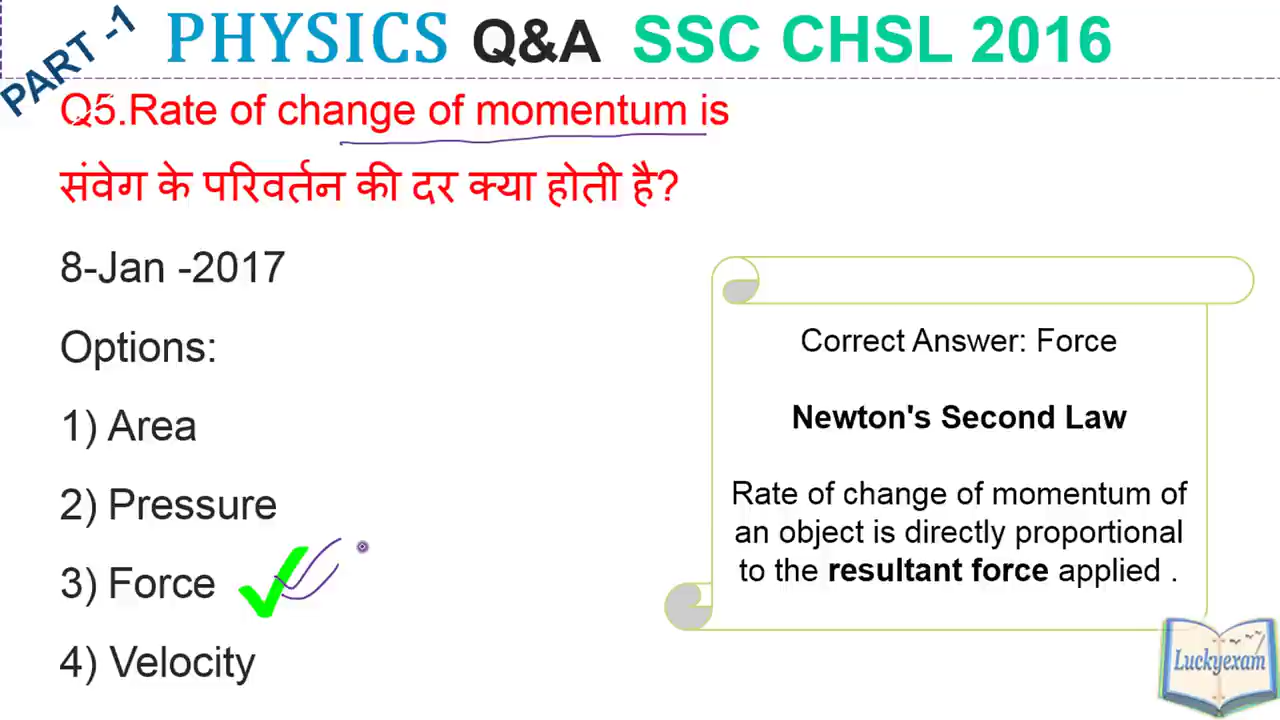 PART -1
PHYSICS Q&A SSC CHSL 2016
Q5.Rate of change of momentum is
संवेग के परिवर्तन की दर क्या होती है?
8-Jan -2017
Options:
1) Area
2) Pressure
3) Force
4) Velocity
Correct Answer: Force
Newton's Second Law
Rate of change of momentum of
an object is directly proportional
to the resultant force applied .
Luckyexam